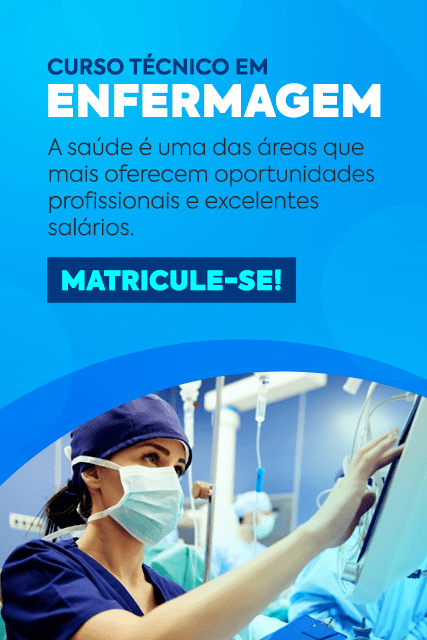 CURSO TÉCNICO EM
ENFERMAGEM
A saúde é uma das áreas que
mais oferecem oportunidades
profissionais e excelentes
salários.
MATRICULE-SE!